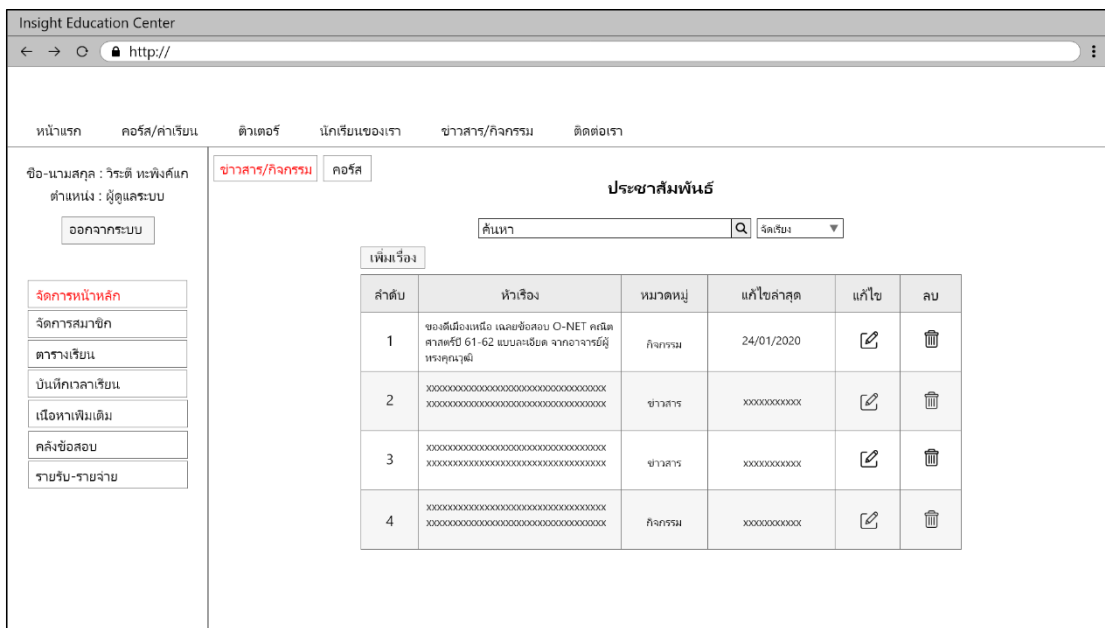 Insight Education Center
http://
หน้าแรก คอร์ส/ค่าเรียน ติวเตอร์ นักเรียนของเรา ข่าวสาร/กิจกรรม ติดต่อเรา
ชื่อ-นามสกุล : วิระติ ทะพิงค์แก
ตำแหน่ง : ผู้ดูแลระบบ
ออกจากระบบ
จัดการหน้าหลัก
จัดการสมาชิก
ตารางเรียน
บันทึกเวลาเรียน
เนื้อหาเพิ่มเติม
คลังข้อสอบ
รายรับ-รายจ่าย
ข่าวสาร/กิจกรรม คอร์ส
ประชาสัมพันธ์
ค้นหา จัดเรียง
เพิ่มเรื่อง
ลำดับ หัวเรื่อง หมวดหมู่ แก้ไขล่าสุด แก้ไข ลบ
1 ของดีเมืองเหนือ เฉลยข้อสอบ O-NET คณิต
ศาสตร์ปี 61-62 แบบละเอียด จากอาจารย์ผู้
ทรงคุณวุฒิ กิจกรรม 24/01/2020
2 xxxxxxxxxxxxxxxxxxxxxxxxxxxxxxxxxxx
xxxxxxxxxxxxxxxxxxxxxxxxxxxxxxxxxxx ข่าวสาร xxxxxxxxxxx
3 xxxxxxxxxxxxxxxxxxxxxxxxxxxxxxxxxxx
xxxxxxxxxxxxxxxxxxxxxxxxxxxxxxxxxxx ข่าวสาร xxxxxxxxxxx
4 xxxxxxxxxxxxxxxxxxxxxxxxxxxxxxxxxxx
xxxxxxxxxxxxxxxxxxxxxxxxxxxxxxxxxxx กิจกรรม xxxxxxxxxxx